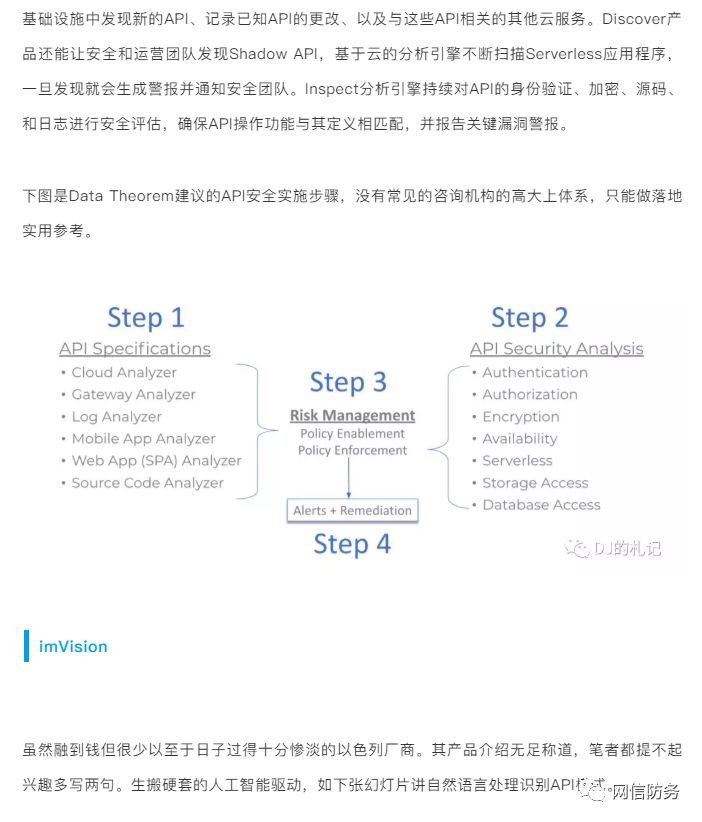 基础设施中发现新的API、记录已知API的更改、以及与这些API相关的其他云服务。Discover产
品还能让安全和运营团队发现Shadow API，基于云的分析引擎不断扫描Serverless应用程序，
一旦发现就会生成警报并通知安全团队。Inspect分析引擎持续对API的身份验证、加密、源码、
和日志进行安全评估，确保API操作功能与其定义相匹配，并报告关键漏洞警报。
下图是Data Theorem建议的API安全实施步骤，没有常见的咨询机构的高大上体系，只能做落地
实用参考。
Step 1
API Specifications
• Cloud Analyzer
• Gateway Analyzer
• Log Analyzer
• Mobile App Analyzer
• Web App (SPA) Analyzer
• Source Code Analyzer
Step 3
Risk Management
Policy Enablement
Policy Enforcement
Alerts + Remediation
Step 4
Step 2
API Security Analysis
• Authentication
• Authorization
• Encryption
• Availability
• Serverless
• Storage Access
• Database Access
DJ的札记
imVision
虽然融到钱但很少以至于日子过得十分惨淡的以色列厂商。其产品介绍无足称道，笔者都提不起
兴趣多写两句。生搬硬套的人工智能驱动，如下张幻灯片讲自然语言处理识别API模式。
网信防务